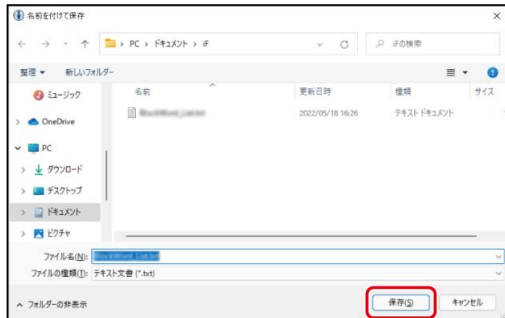 名前を付けて保存
PC › ドキュメント › iF
iFの検索
整理 新しいフォルダー
名前 更新日時 種類 サイズ
ミュージック
2022/05/18 16:26 テキスト ドキュメント
OneDrive
PC
ダウンロード
デスクトップ
ドキュメント
ピクチャ
ファイル名(N):
ファイルの種類(T): テキスト文書 (*.txt)
フォルダーの非表示
保存(S) キャンセル